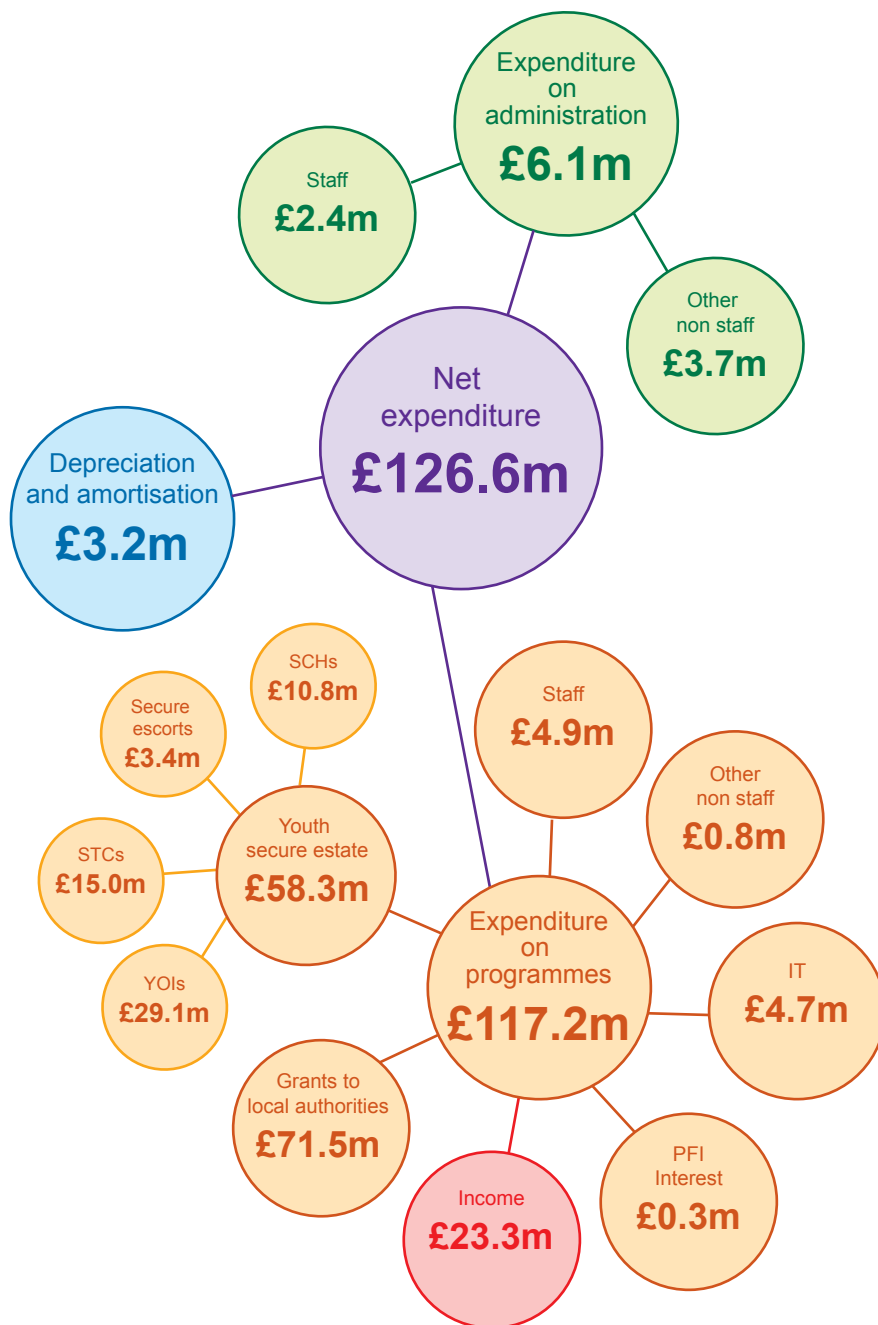 Expenditure
on
administration
£6.1m
Staff
£2.4m
Other
non staff
£3.7m
Net
expenditure
£126.6m
Depreciation
and amortisation
£3.2m
SCHs
£10.8m
Secure
escorts
£3.4m
STCs
£15.0m
YOIs
£29.1m
Youth
secure estate
£58.3m
Staff
£4.9m
Other
non staff
£0.8m
Expenditure
on
programmes
£117.2m
IT
£4.7m
Grants to
local authorities
£71.5m
Income
£23.3m
PFI
Interest
£0.3m